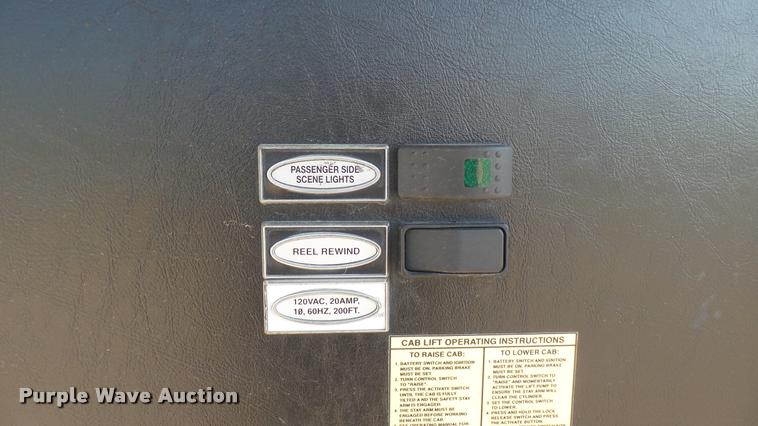 PASSENGER SIDE
SCENE LIGHTS
REEL REWIND
120VAC, 20AMP,
1Ø, 60HZ, 200FT.
CAB LIFT OPERATING INSTRUCTIONS
TO RAISE CAB:
1. BATTERY SWITCH AND IGNITION
MUST BE ON. PARKING BRAKE
MUST BE SET.
2. TURN CONTROL SWITCH
TO "RAISE"
3. PRESS THE ACTIVATE SWITCH
UNTIL THE CAB IS FULLY
TILTED AND THE SAFETY STAY
ARM IS ENGAGED.
4. THE STAY ARM MUST BE
ENGAGED BEFORE WORKING
BENEATH THE CAB.
OPERATING MANUAL FOR
TO LOWER CAB:
1. BATTERY SWITCH AND IGNITION
MUST BE ON. PARKING BRAKE
MUST BE SET.
2. TURN CONTROL SWITCH TO
"RAISE" AND MOMENTARILY
ACTIVATE THE LIFT PUMP TO
ENSURE THE STAY ARM WILL
CLEAR THE CYLINDER.
3. SET THE CONTROL SWITCH
TO LOWER.
4. PRESS AND HOLD THE LOCK
RELEASE SWITCH AND PRESS
THE ACTIVATE BUTTON.
Purple Wave Auction